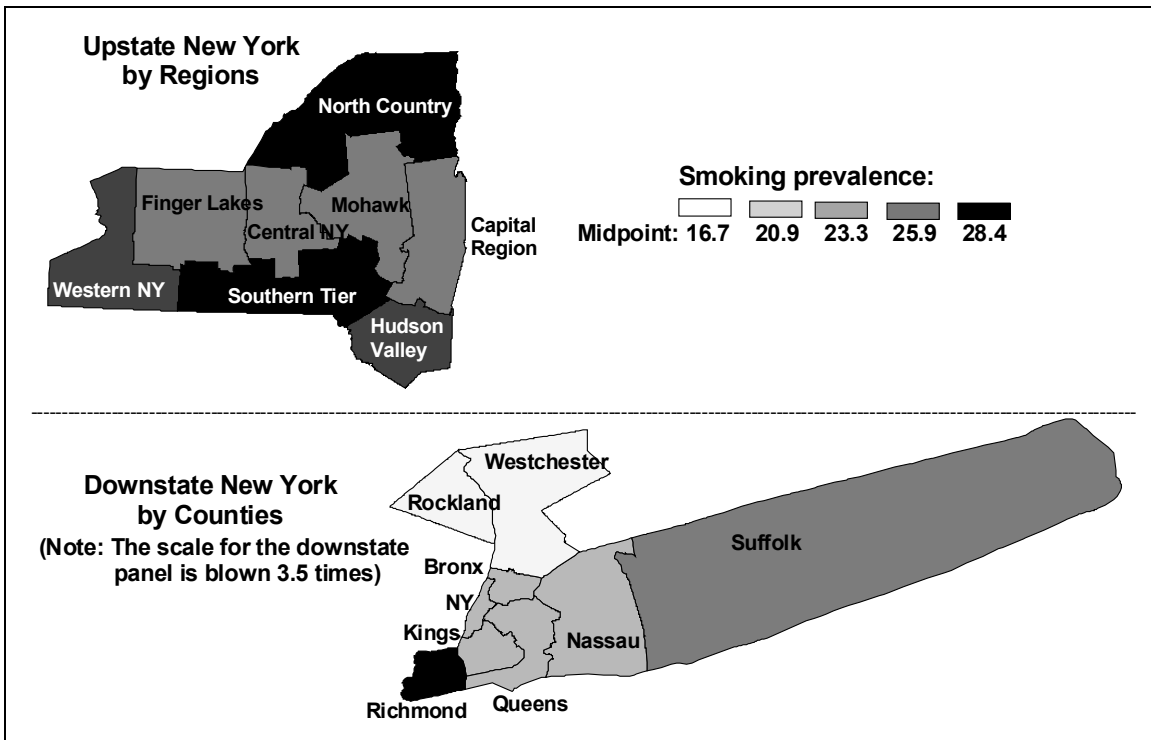 Upstate New York
by Regions
North Country
Finger Lakes
Mohawk
Central NY
Capital
Region
Western NY
Southern Tier
Hudson
Valley
Smoking prevalence:
Midpoint: 16.7 20.9 23.3 25.9 28.4
Downstate New York
by Counties
(Note: The scale for the downstate
panel is blown 3.5 times)
Westchester
Rockland
Suffolk
Bronx
NY
Kings
Nassau
Queens
Richmond